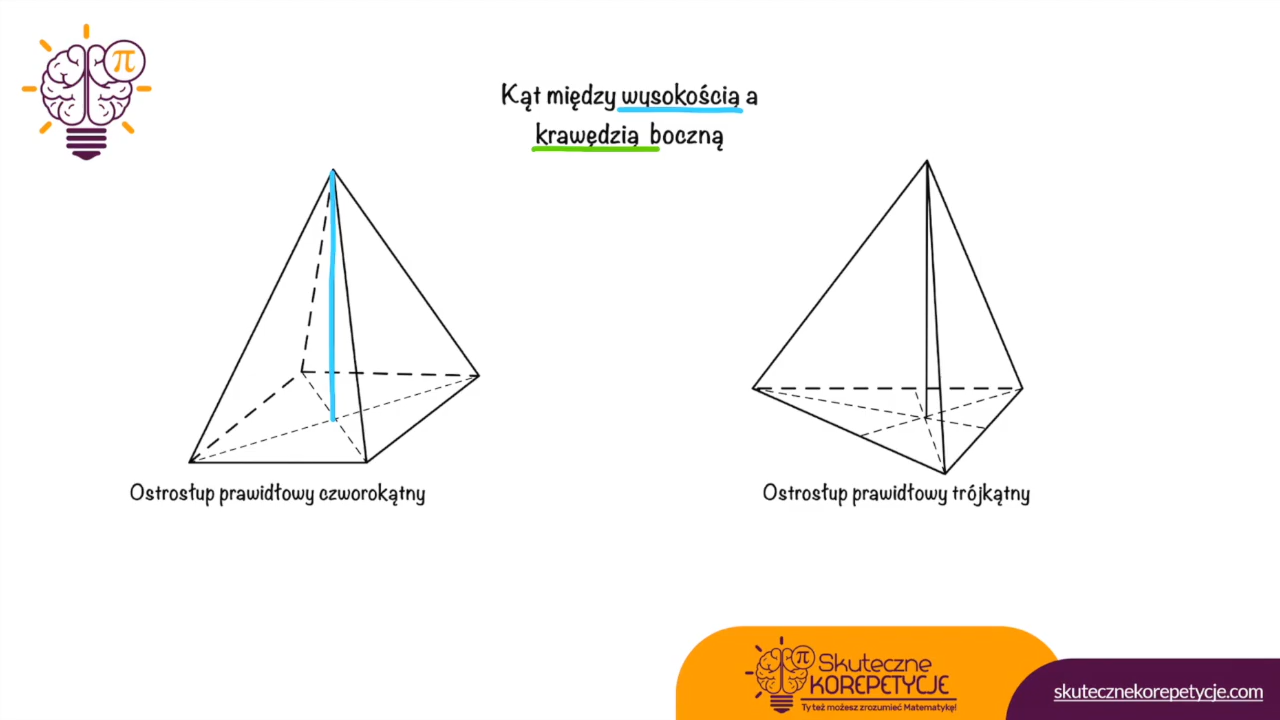 π
Kąt między wysokością a
krawędzią boczną
Ostrosłup prawidłowy czworokątny
Ostrosłup prawidłowy trójkątny
π
Skuteczne
KOREPETYCJE
Ty też możesz zrozumieć Matematykę!
skutecznekorepetycje.com